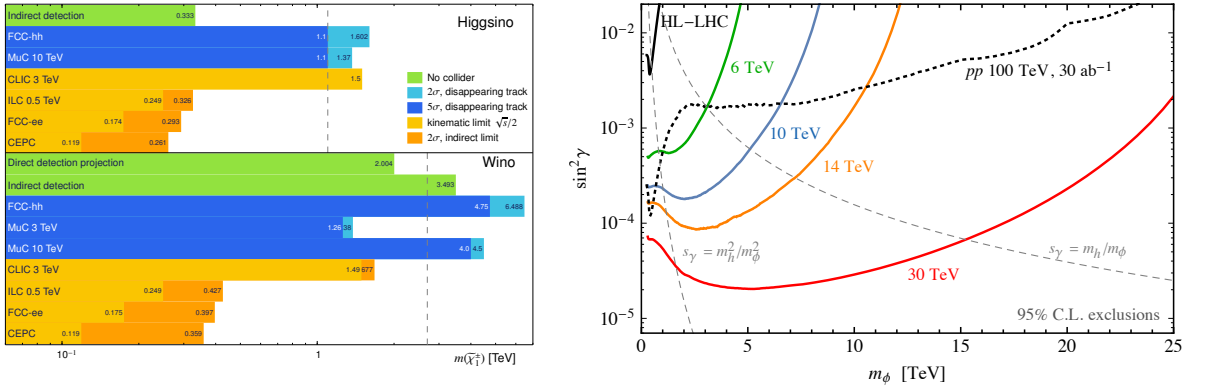 Higgsino
Indirect detection 0.333
FCC-hh 1.1 1.602
MuC 10 TeV 1.1 1.37
CLIC 3 TeV 1.5
ILC 0.5 TeV 0.249 0.326
FCC-ee 0.174 0.293
CEPC 0.119 0.261
No collider
2σ, disappearing track
5σ, disappearing track
kinematic limit √s/2
2σ, indirect limit
Wino
Direct detection projection 2.004
Indirect detection 3.493
FCC-hh 4.75 6.488
MuC 3 TeV 1.26 38
MuC 10 TeV 4.0 4.5
CLIC 3 TeV 1.49 677
ILC 0.5 TeV 0.249 0.427
FCC-ee 0.175 0.397
CEPC 0.119 0.359
10⁻¹ 1
m(χ̃₁^±) [TeV]
HL-LHC
6 TeV
pp 100 TeV, 30 ab⁻¹
10 TeV
14 TeV
30 TeV
s_γ = m_h²/m_φ²
s_γ = m_h/m_φ
95% C.L. exclusions
sin² γ
10⁻²
10⁻³
10⁻⁴
10⁻⁵
0 5 10 15 20 25
m_φ [TeV]